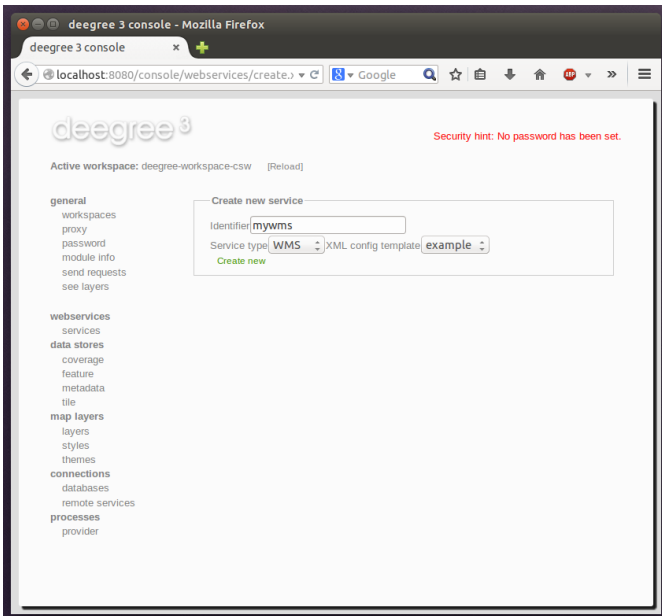 deegree 3 console - Mozilla Firefox
deegree 3 console ×
localhost:8080/console/webservices/create.x Google ABP
deegree 3
Security hint: No password has been set.
Active workspace: deegree-workspace-csw [Reload]
general
workspaces
proxy
password
module info
send requests
see layers
webservices
services
data stores
coverage
feature
metadata
tile
map layers
layers
styles
themes
connections
databases
remote services
processes
provider
Create new service
Identifier mywms
Service type WMS XML config template example
Create new